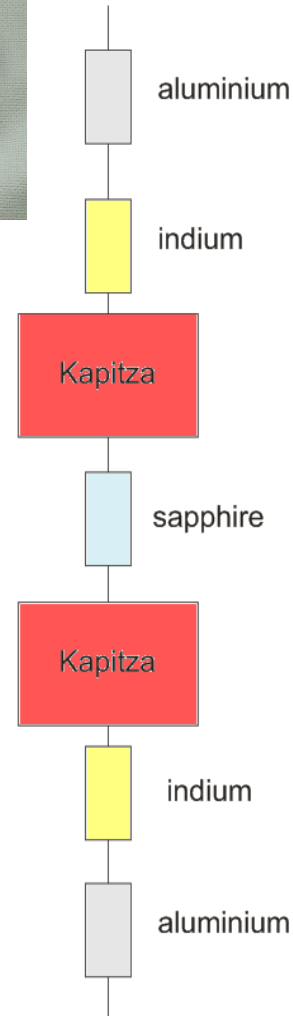 aluminium
indium
Kapitza
sapphire
Kapitza
indium
aluminium